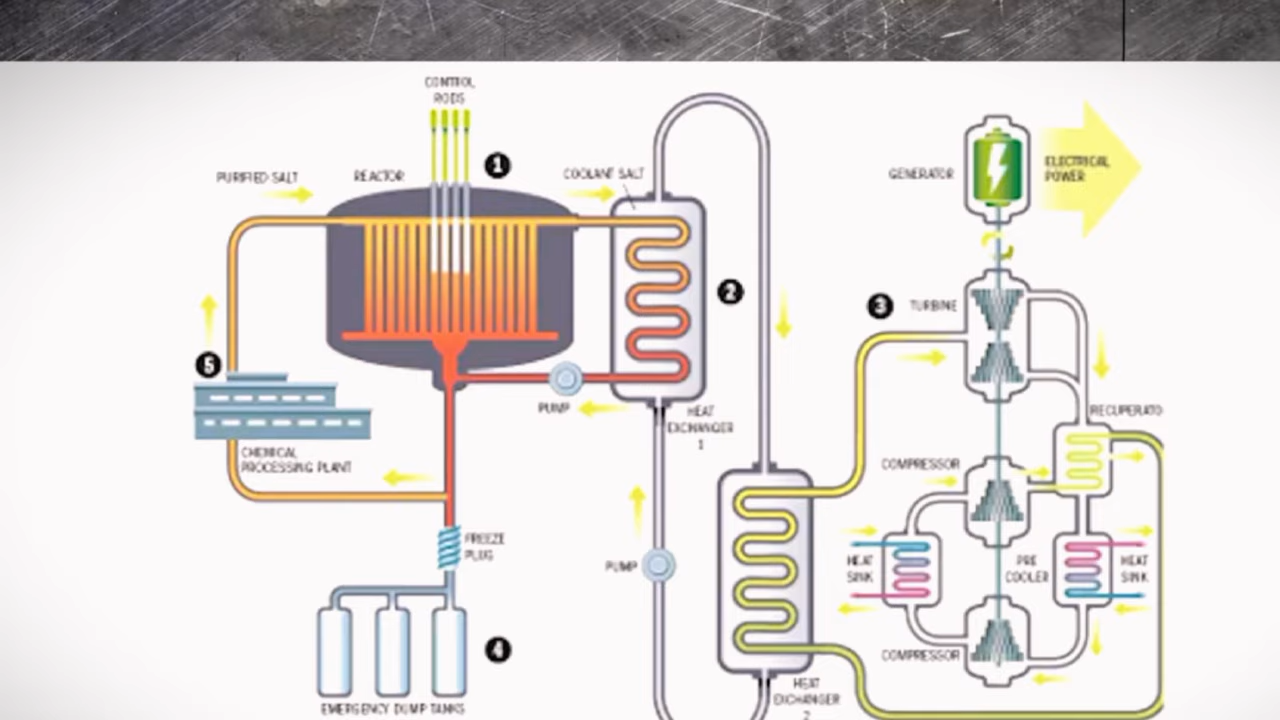 CONTROL
RODS
1
PURIFIED SALT
REACTOR
COOLANT SALT
GENERATOR
ELECTRICAL
POWER
2
3
TURBINE
5
PUMP
HEAT
EXCHANGER
1
RECUPERATO
CHEMICAL
PROCESSING PLANT
COMPRESSOR
FREEZE
PLUG
PUMP
HEAT
SINK
PRE
COOLER
HEAT
SINK
4
COMPRESSOR
EMERGENCY DUMP TANKS
HEAT
EXCHANGER
2